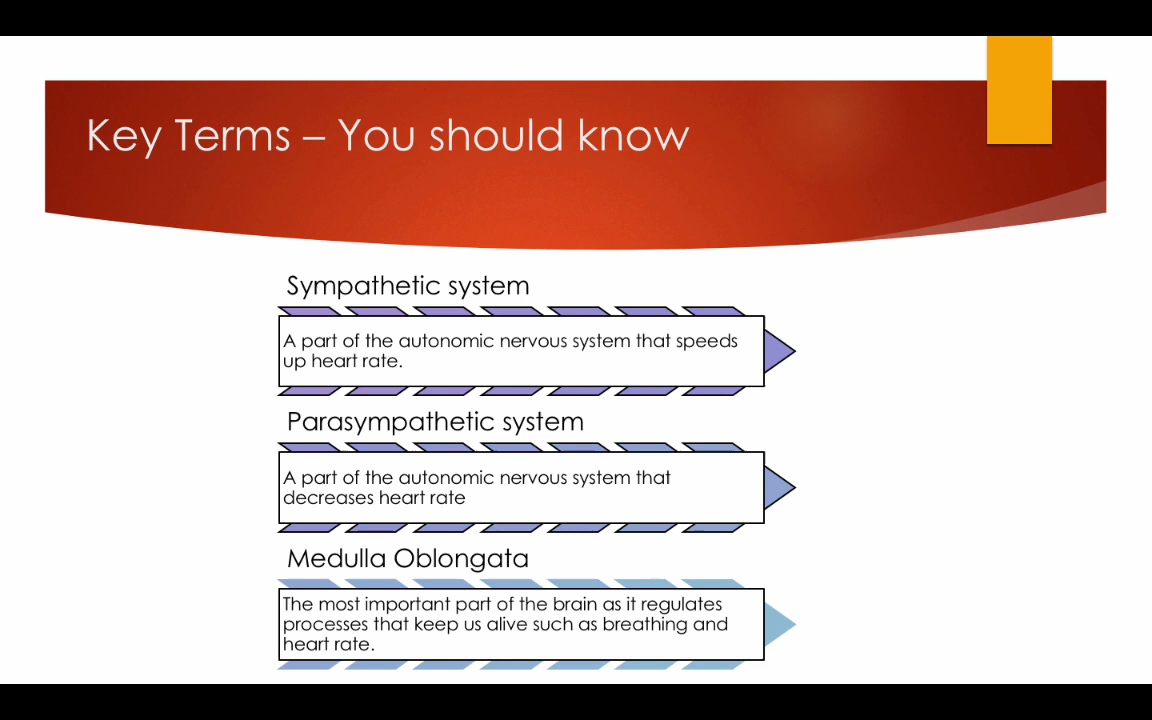 Key Terms – You should know
Sympathetic system
A part of the autonomic nervous system that speeds
up heart rate.
Parasympathetic system
A part of the autonomic nervous system that
decreases heart rate
Medulla Oblongata
The most important part of the brain as it regulates
processes that keep us alive such as breathing and
heart rate.